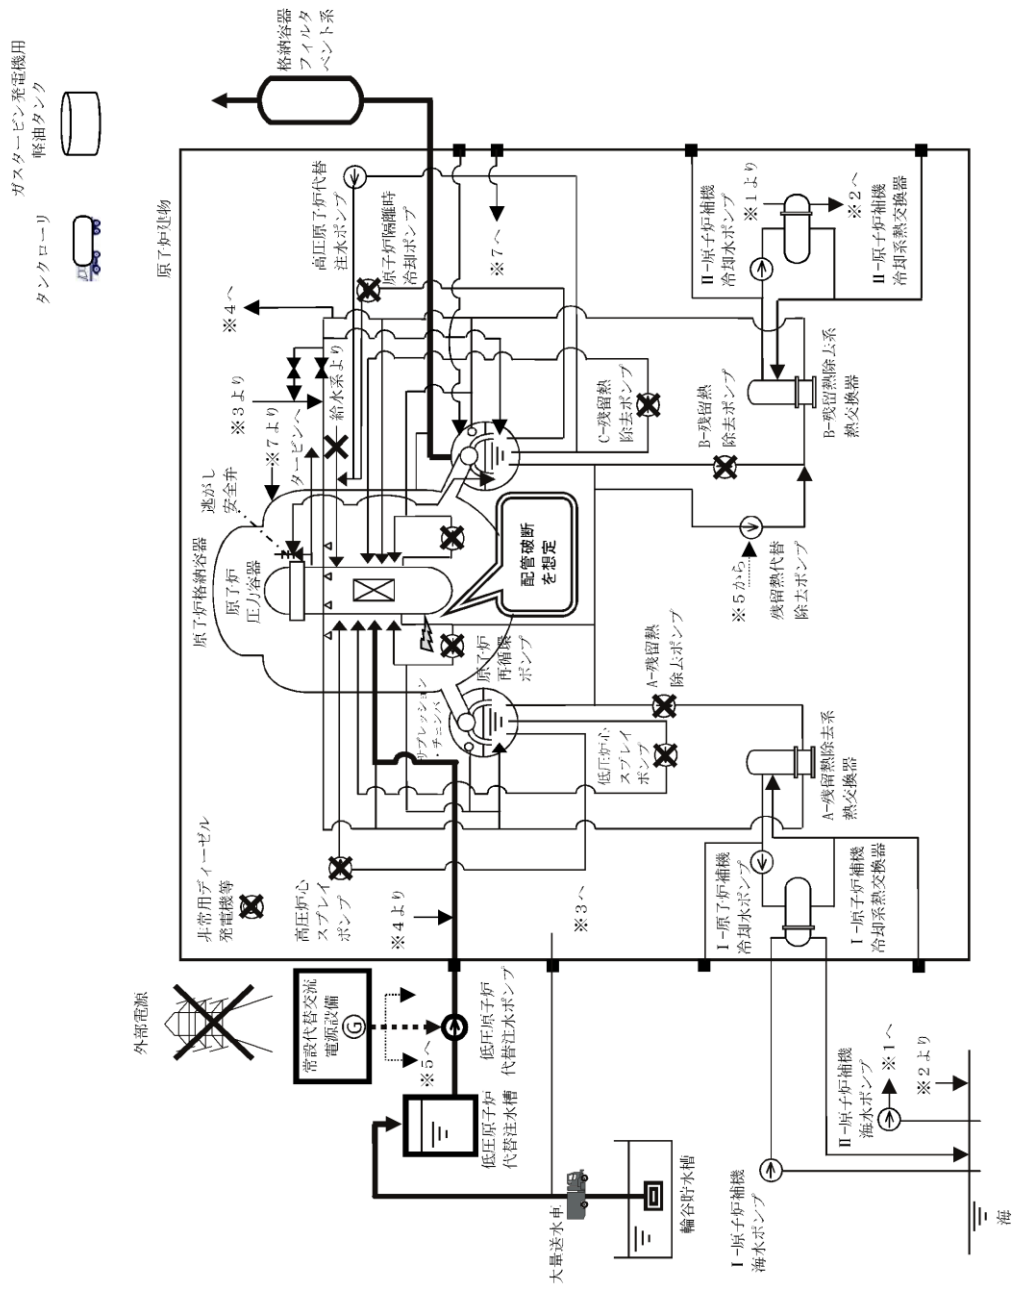 外部電源
非常用ディーゼル
発電機等
原子炉格納容器
原子炉
圧力容器
逃がし
安全弁
※7より
※3より
※4へ
原子炉建物
タンクローリ
ガスタービン発電機用
軽油タンク
常設代替交流
電源設備
G
高圧炉心
スプレイ
ポンプ
タービンへ
給水系より
高圧原子炉代替
注水ポンプ
格納容器
フィルタ
ベント系
※5へ
※4より
サプレッション
・チェンバ
原子炉隔離時
冷却ポンプ
低圧原子炉
代替注水槽
低圧原子炉
代替注水ポンプ
原子炉
再循環
ポンプ
配管破断
を想定
※7へ
大量送水車
※3へ
低圧炉心
スプレイ
ポンプ
A-残留熱
除去ポンプ
C-残留熱
除去ポンプ
B-残留熱
除去ポンプ
輪谷貯水槽
I-原子炉補機
海水ポンプ
I-原子炉補機
冷却水ポンプ
※5から
残留熱代替
除去ポンプ
II-原子炉補機
冷却水ポンプ
※1より
II-原子炉補機
海水ポンプ
※1へ
※2より
I-原子炉補機
冷却系熱交換器
A-残留熱除去系
熱交換器
B-残留熱除去系
熱交換器
II-原子炉補機
冷却系熱交換器
※2へ
海